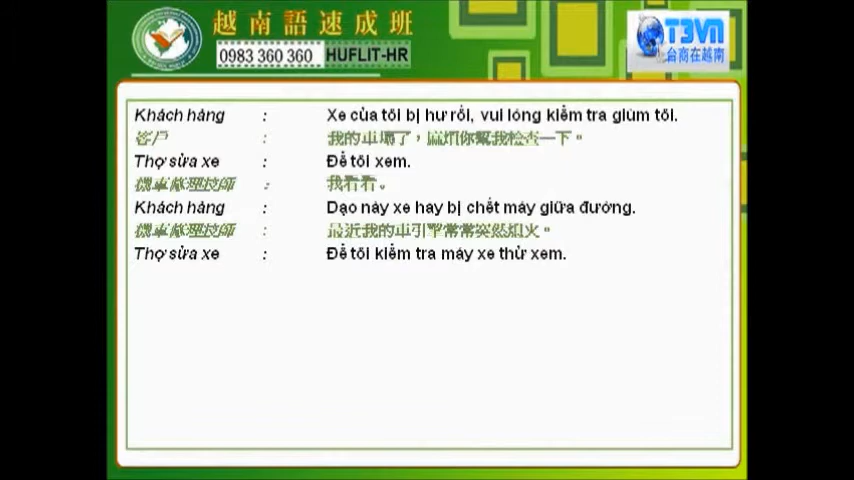 越南語速成班
0983 360 360 HUFLIT-HR
T3VN
台商在越南
Khách hàng : Xe của tôi bị hư rồi, vui lòng kiểm tra giùm tôi.
客戶 : 我的車壞了，麻煩你幫我檢查一下。
Thợ sửa xe : Để tôi xem.
機車修理技師 : 我看看。
Khách hàng : Dạo này xe hay bị chết máy giữa đường.
機車修理技師 : 最近我的車引擎常常突然熄火。
Thợ sửa xe : Để tôi kiểm tra máy xe thử xem.